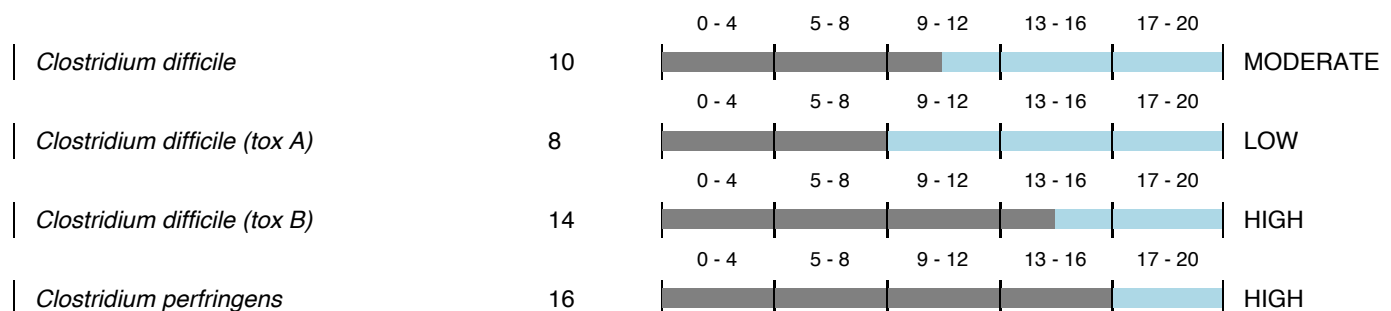 0 - 4 5 - 8 9 - 12 13 - 16 17 - 20
Clostridium difficile 10 MODERATE
0 - 4 5 - 8 9 - 12 13 - 16 17 - 20
Clostridium difficile (tox A) 8 LOW
0 - 4 5 - 8 9 - 12 13 - 16 17 - 20
Clostridium difficile (tox B) 14 HIGH
0 - 4 5 - 8 9 - 12 13 - 16 17 - 20
Clostridium perfringens 16 HIGH